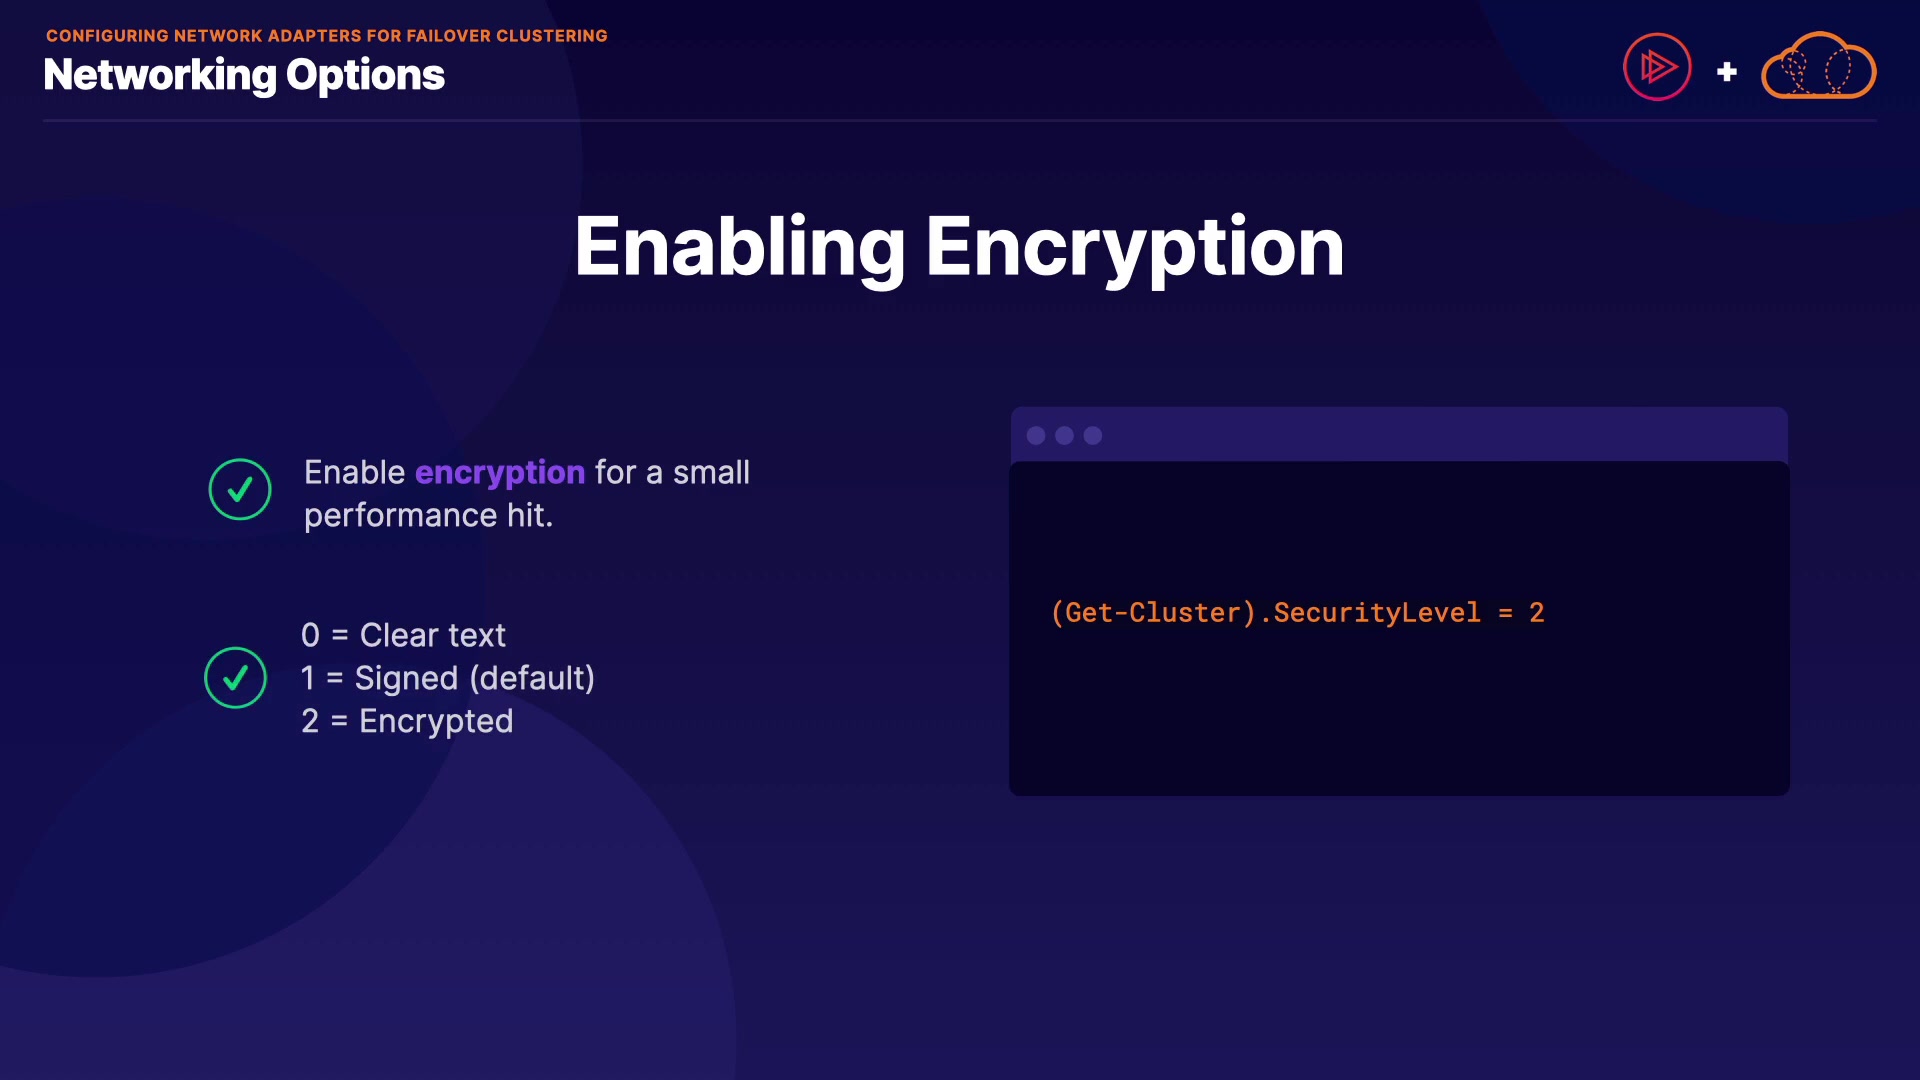 CONFIGURING NETWORK ADAPTERS FOR FAILOVER CLUSTERING
Networking Options
Enabling Encryption
Enable encryption for a small
performance hit.
0 = Clear text
1 = Signed (default)
2 = Encrypted
(Get-Cluster).SecurityLevel = 2